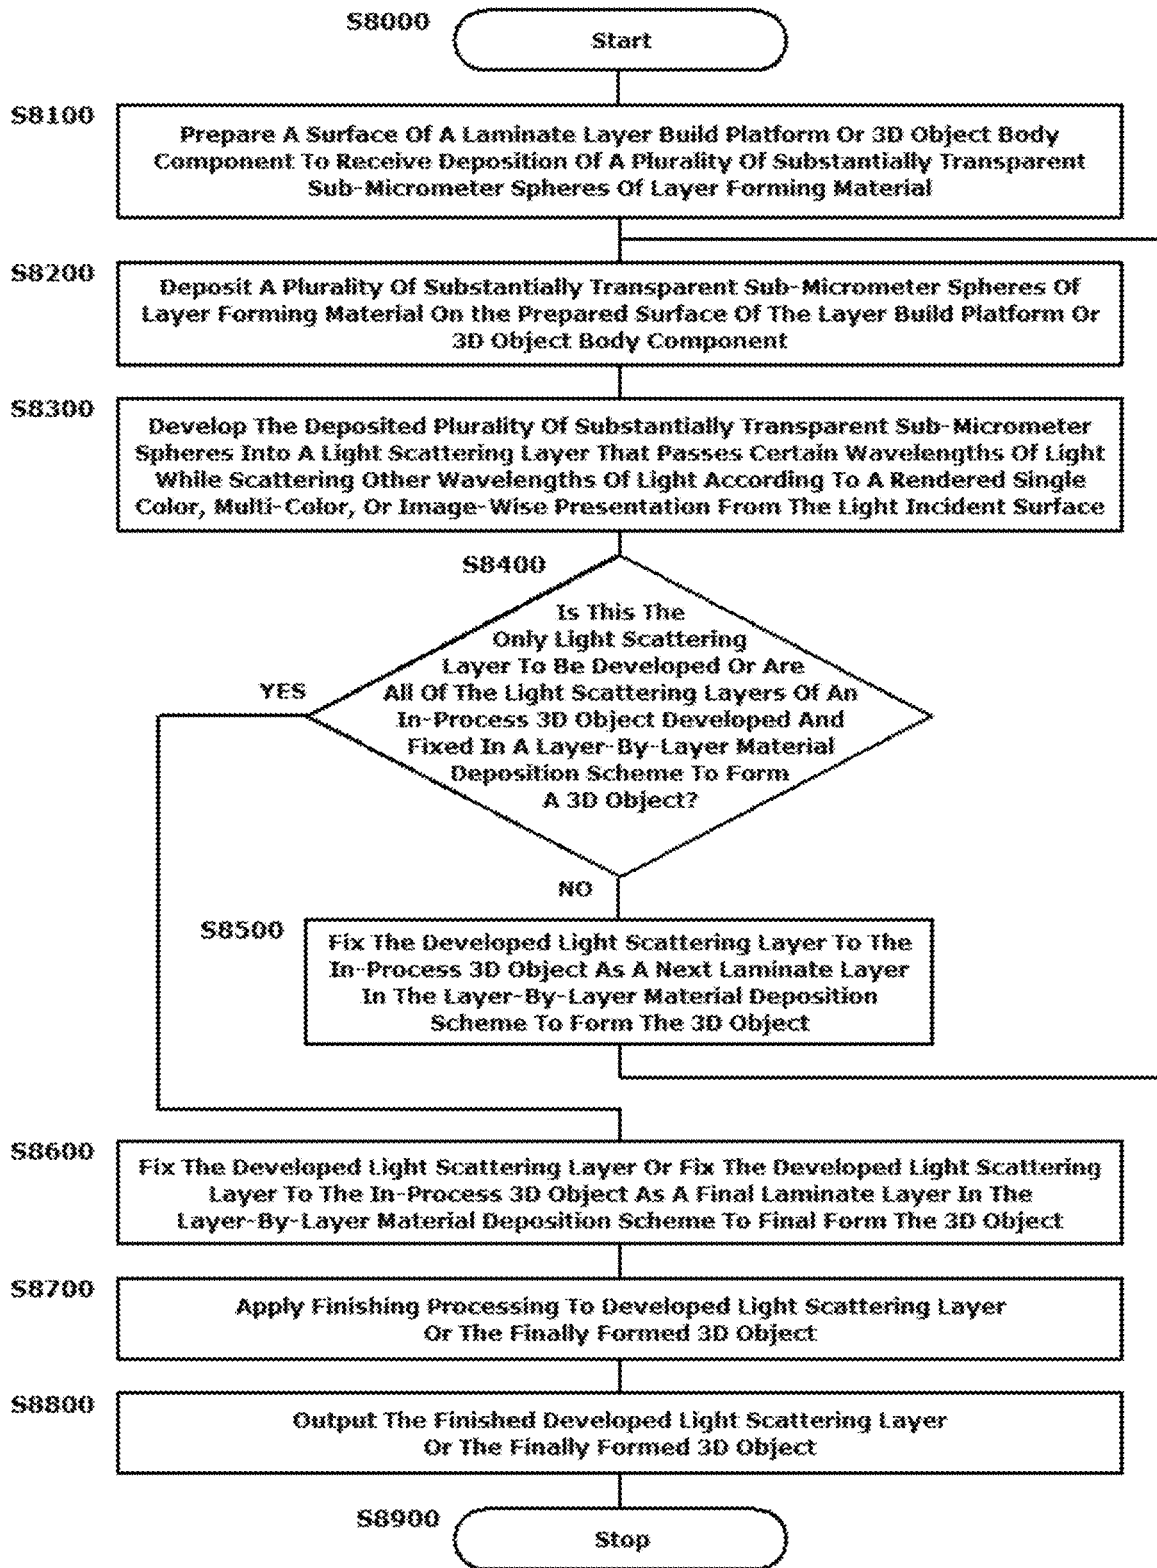 S8000
Start
S8100
Prepare A Surface Of A Laminate Layer Build Platform Or 3D Object Body
Component To Receive Deposition Of A Plurality Of Substantially Transparent
Sub-Micrometer Spheres Of Layer Forming Material
S8200
Deposit A Plurality Of Substantially Transparent Sub-Micrometer Spheres Of
Layer Forming Material On the Prepared Surface Of The Layer Build Platform Or
3D Object Body Component
S8300
Develop The Deposited Plurality Of Substantially Transparent Sub-Micrometer
Spheres Into A Light Scattering Layer That Passes Certain Wavelengths Of Light
While Scattering Other Wavelengths Of Light According To A Rendered Single
Color, Multi-Color, Or Image-Wise Presentation From The Light Incident Surface
S8400
Is This The
Only Light Scattering
Layer To Be Developed Or Are
All Of The Light Scattering Layers Of An
In-Process 3D Object Developed And
Fixed In A Layer-By-Layer Material
Deposition Scheme To Form
A 3D Object?
YES
NO
S8500
Fix The Developed Light Scattering Layer To The
In-Process 3D Object As A Next Laminate Layer
In The Layer-By-Layer Material Deposition
Scheme To Form The 3D Object
S8600
Fix The Developed Light Scattering Layer Or Fix The Developed Light Scattering
Layer To The In-Process 3D Object As A Final Laminate Layer In The
Layer-By-Layer Material Deposition Scheme To Final Form The 3D Object
S8700
Apply Finishing Processing To Developed Light Scattering Layer
Or The Finally Formed 3D Object
S8800
Output The Finished Developed Light Scattering Layer
Or The Finally Formed 3D Object
S8900
Stop